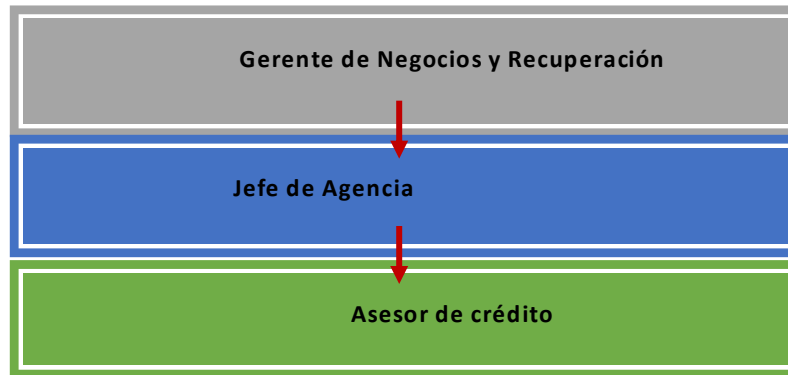 Gerente de Negocios y Recuperación
Jefe de Agencia
Asesor de crédito